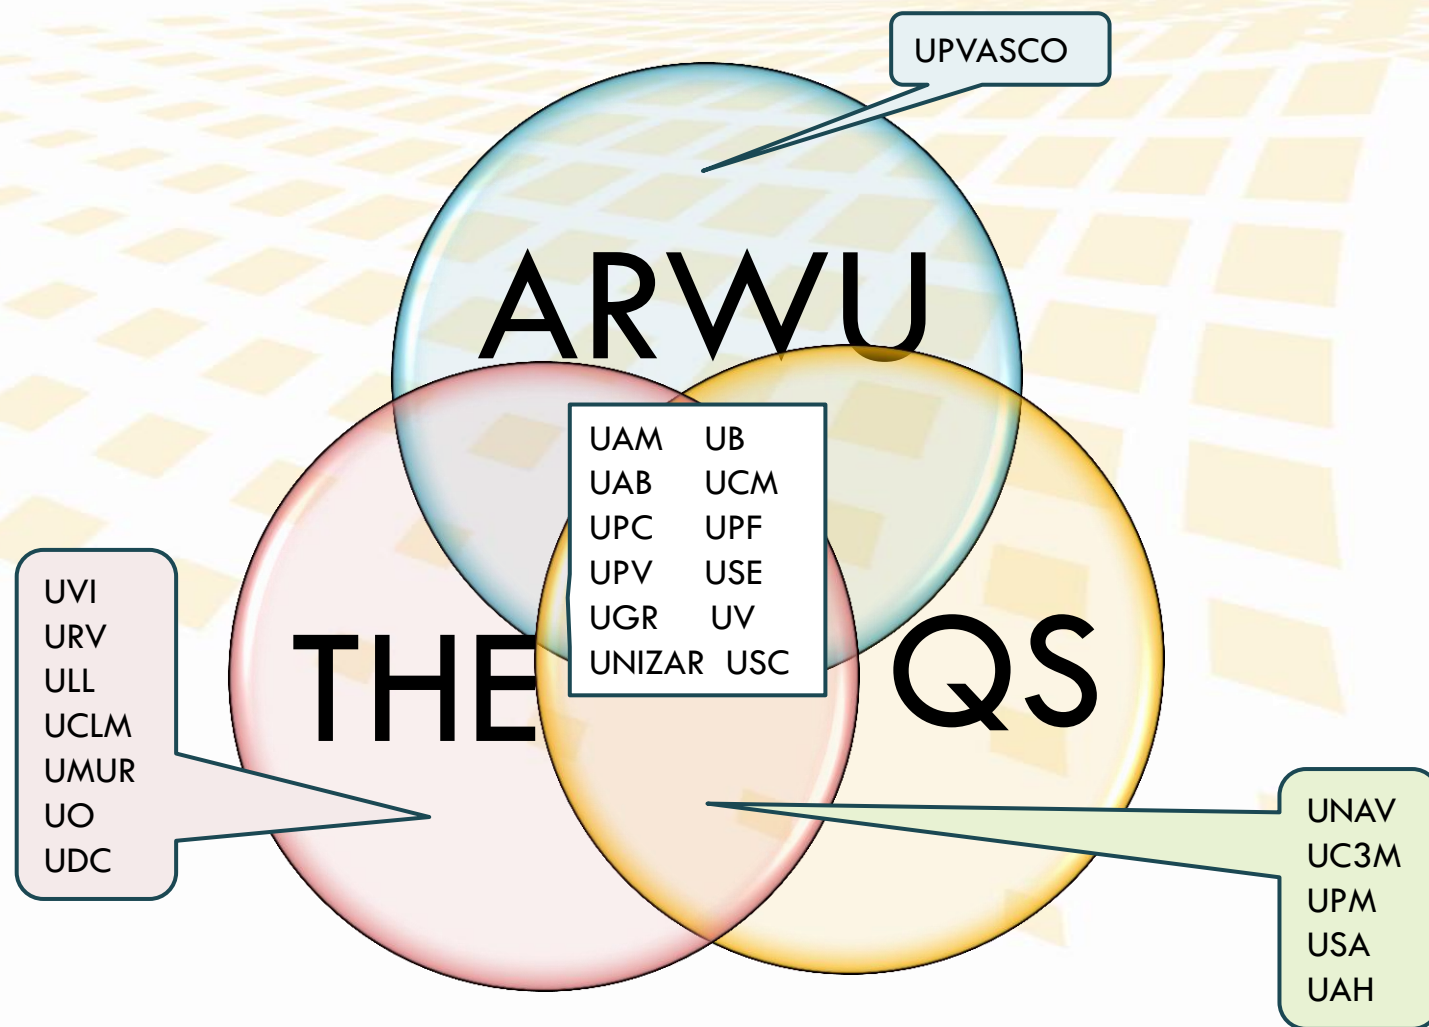 UPVASCO
ARWU
UAM UB
UAB UCM
UPC UPF
UPV USE
UGR UV
UNIZAR USC
THE
QS
UVI
URV
ULL
UCLM
UMUR
UO
UDC
UNAV
UC3M
UPM
USA
UAH